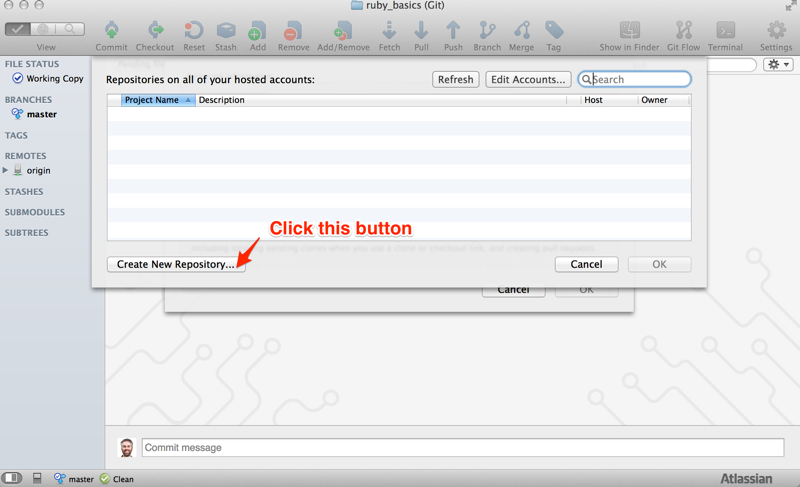 ruby_basics (Git)
View
Commit
Checkout
Reset
Stash
Add
Remove
Add/Remove
Fetch
Pull
Push
Branch
Merge
Tag
Show in Finder
Git Flow
Terminal
Settings
FILE STATUS
Working Copy
BRANCHES
master
TAGS
REMOTES
origin
STASHES
SUBMODULES
SUBTREES
Repositories on all of your hosted accounts:
Refresh
Edit Accounts...
Search
Project Name
Description
Host
Owner
Click this button
Create New Repository...
Cancel
OK
Cancel
OK
Commit message
master
Clean
Atlassian